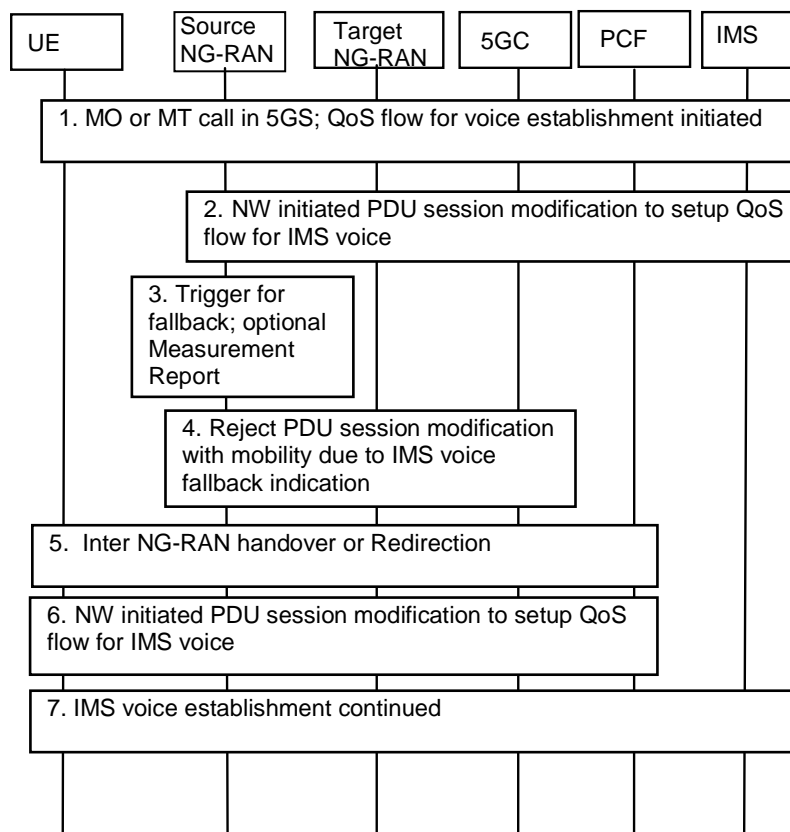 UE
Source
NG-RAN
Target
NG-RAN
5GC
PCF
IMS
1. MO or MT call in 5GS; QoS flow for voice establishment initiated
2. NW initiated PDU session modification to setup QoS
flow for IMS voice
3. Trigger for
fallback; optional
Measurement
Report
4. Reject PDU session modification
with mobility due to IMS voice
fallback indication
5. Inter NG-RAN handover or Redirection
6. NW initiated PDU session modification to setup QoS
flow for IMS voice
7. IMS voice establishment continued